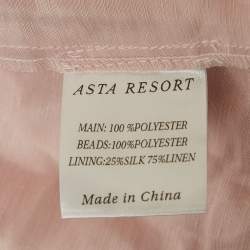 ASTA RESORT
MAIN: 100 %POLYESTER
BEADS:100%POLYESTER
LINING:25%SILK 75%LINEN
Made in China